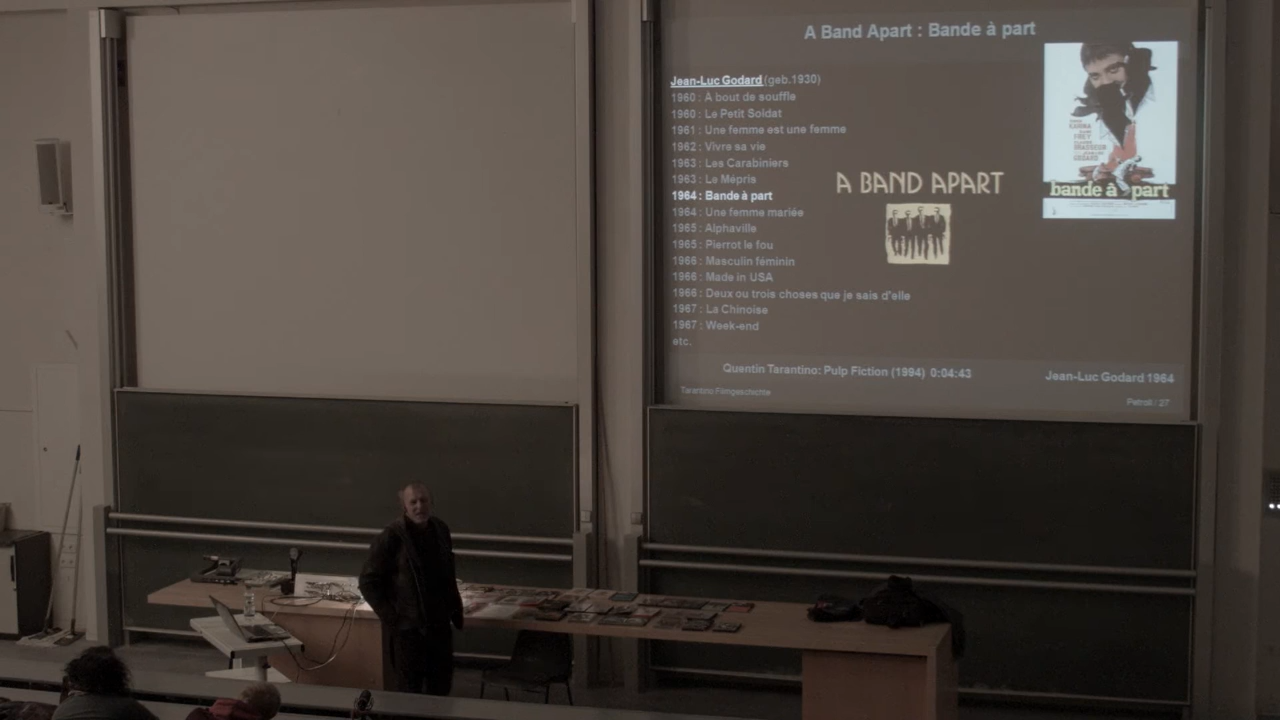 A Band Apart : Bande à part
Jean-Luc Godard (geb.1930)
1960 : A bout de souffle
1960 : Le Petit Soldat
1961 : Une femme est une femme
1962 : Vivre sa vie
1963 : Les Carabiniers
1963 : Le Mépris
1964 : Bande à part
1964 : Une femme mariée
1965 : Alphaville
1965 : Pierrot le fou
1966 : Masculin féminin
1966 : Made in USA
1966 : Deux ou trois choses que je sais d'elle
1967 : La Chinoise
1967 : Week-end
etc.
A BAND APART
KARINA
FREY
BRASSEUR
GODARD
bande à part
Quentin Tarantino: Pulp Fiction (1994) 0:04:43
Jean-Luc Godard 1964
Tarantino Filmgeschichte
Petroll / 27